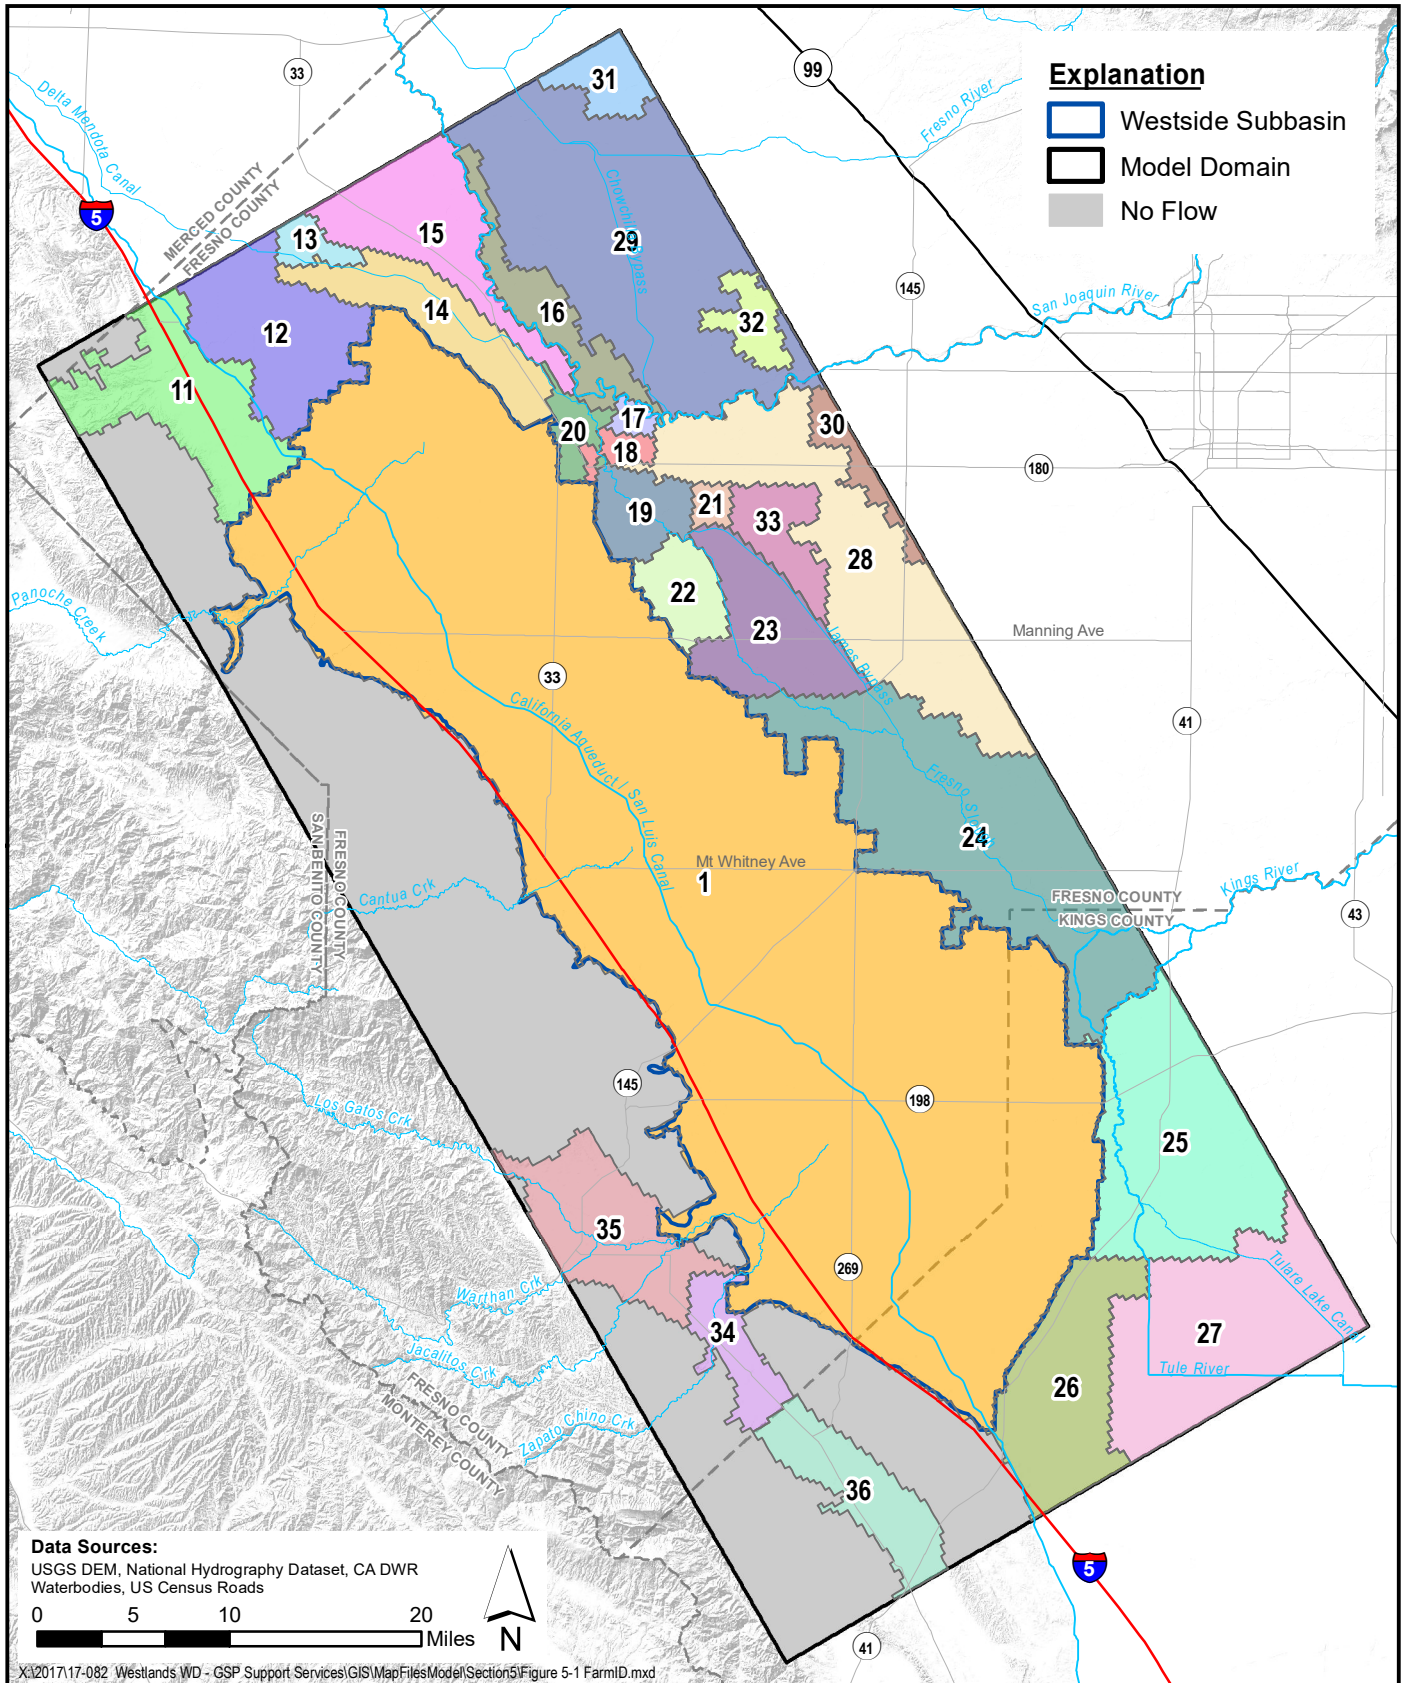 Explanation
Westside Subbasin
Model Domain
No Flow
33
99
31
Fresno River
Delta Mendota Canal
5
MERCED COUNTY
FRESNO COUNTY
13
15
Chowchilla Bypass
29
145
San Joaquin River
12
14
16
32
11
17
30
20
18
180
19
21
33
28
Panoche Creek
22
23
Manning Ave
James Bypass
33
California Aqueduct / San Luis Canal
41
Fresno Slough
24
FRESNO COUNTY
SAN BENITO COUNTY
Mt Whitney Ave
1
Cantua Crk
Kings River
FRESNO COUNTY
KINGS COUNTY
43
145
198
Los Gatos Crk
25
35
Warthan Crk
269
Tulare Lake Canal
34
27
Jacalitos Crk
Tule River
26
FRESNO COUNTY
MONTEREY COUNTY
Zapato Chino Crk
36
5
41
Data Sources:
USGS DEM, National Hydrography Dataset, CA DWR
Waterbodies, US Census Roads
0 5 10 20
Miles
N
X:\2017\17-082 Westlands WD - GSP Support Services\GIS\MapFilesModel\Section5\Figure 5-1 FarmID.mxd